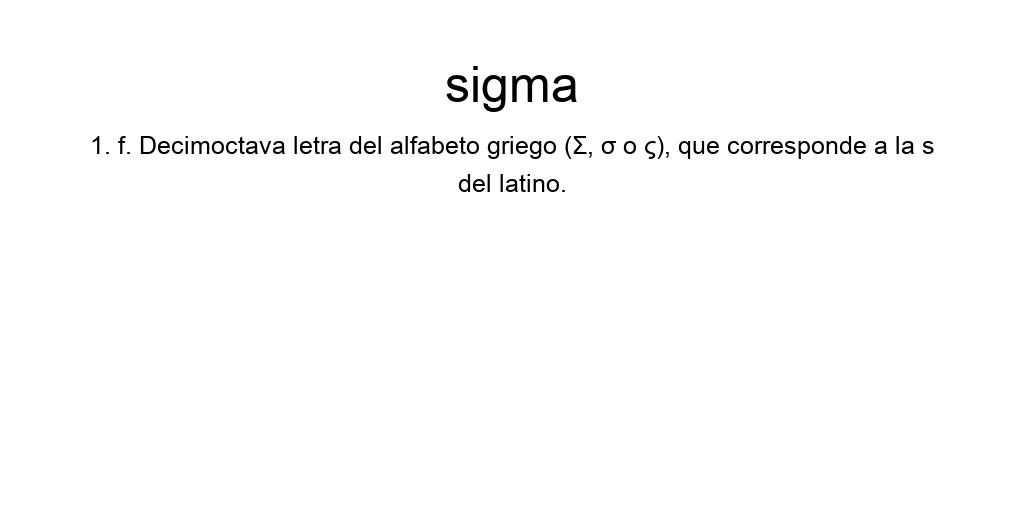 sigma
1. f. Decimoctava letra del alfabeto griego (Σ, σ o ς), que corresponde a la s
del latino.